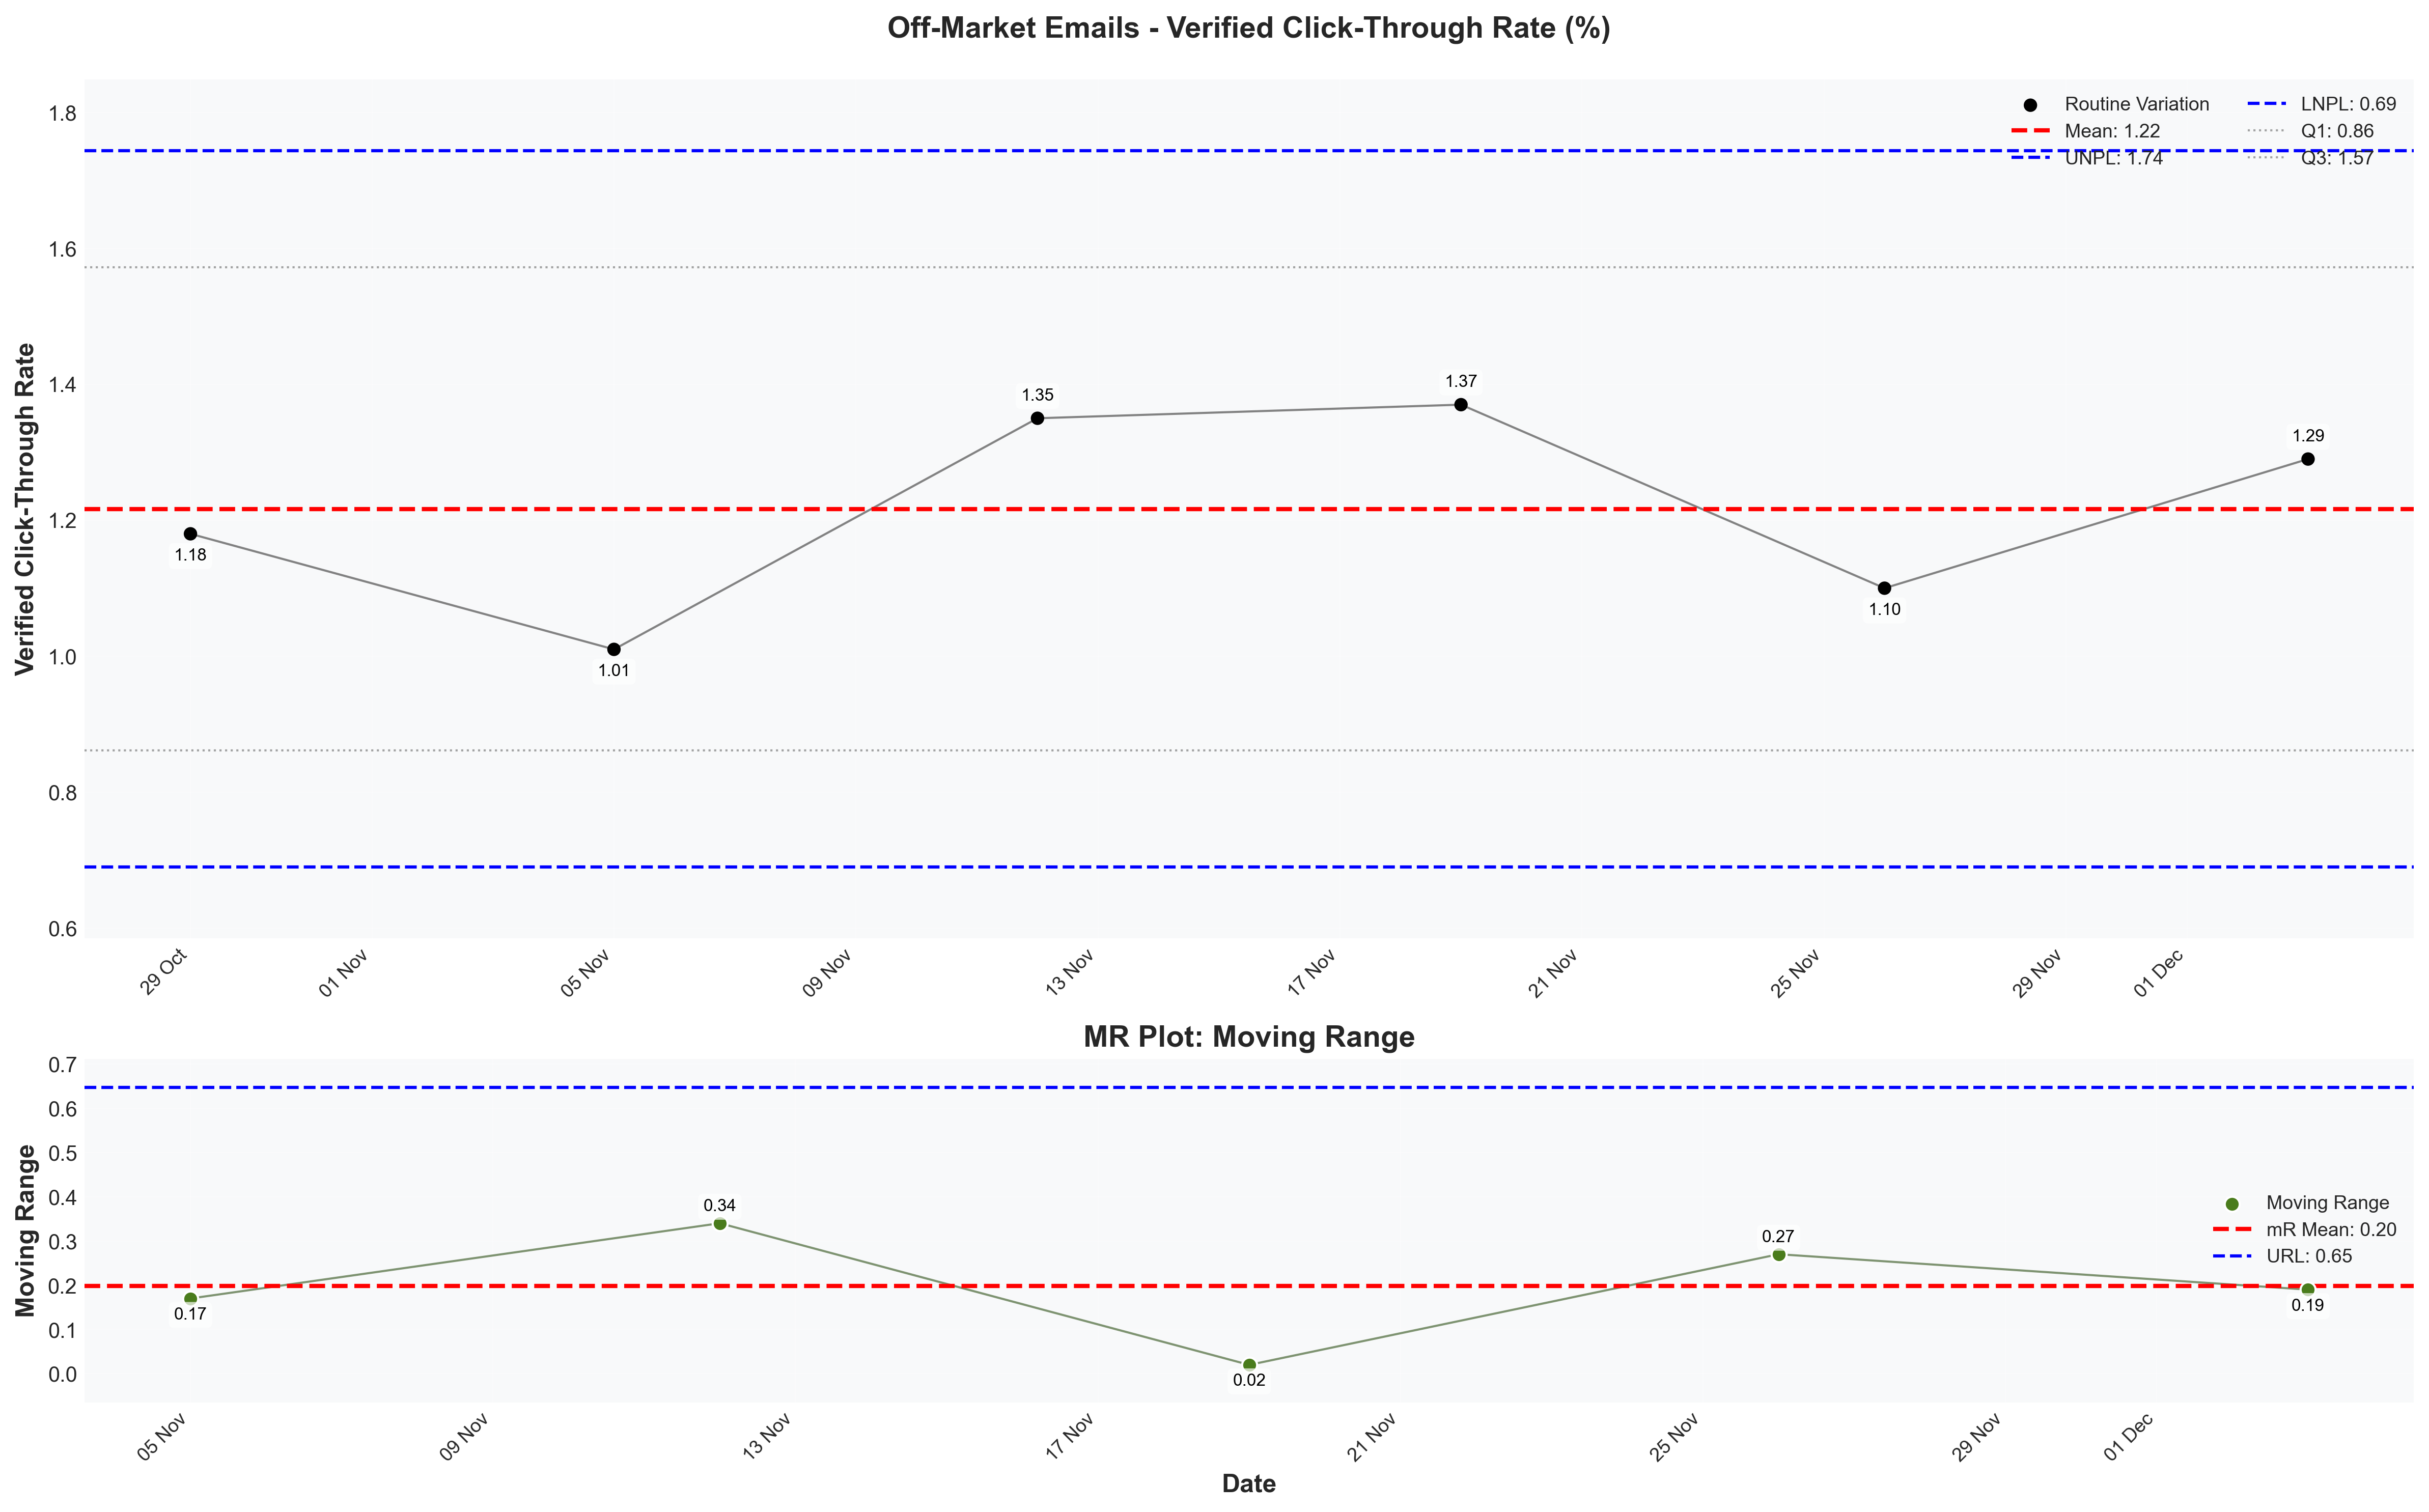 Off-Market Emails - Verified Click-Through Rate (%)
Verified Click-Through Rate
1.8
1.6
1.4
1.2
1.0
0.8
0.6
Routine Variation
Mean: 1.22
UNPL: 1.74
LNPL: 0.69
Q1: 0.86
Q3: 1.57
1.18
1.01
1.35
1.37
1.10
1.29
29 Oct
01 Nov
05 Nov
09 Nov
13 Nov
17 Nov
21 Nov
25 Nov
29 Nov
01 Dec
MR Plot: Moving Range
Moving Range
0.7
0.6
0.5
0.4
0.3
0.2
0.1
0.0
Moving Range
mR Mean: 0.20
URL: 0.65
0.17
0.34
0.02
0.27
0.19
05 Nov
09 Nov
13 Nov
17 Nov
21 Nov
25 Nov
29 Nov
01 Dec
Date